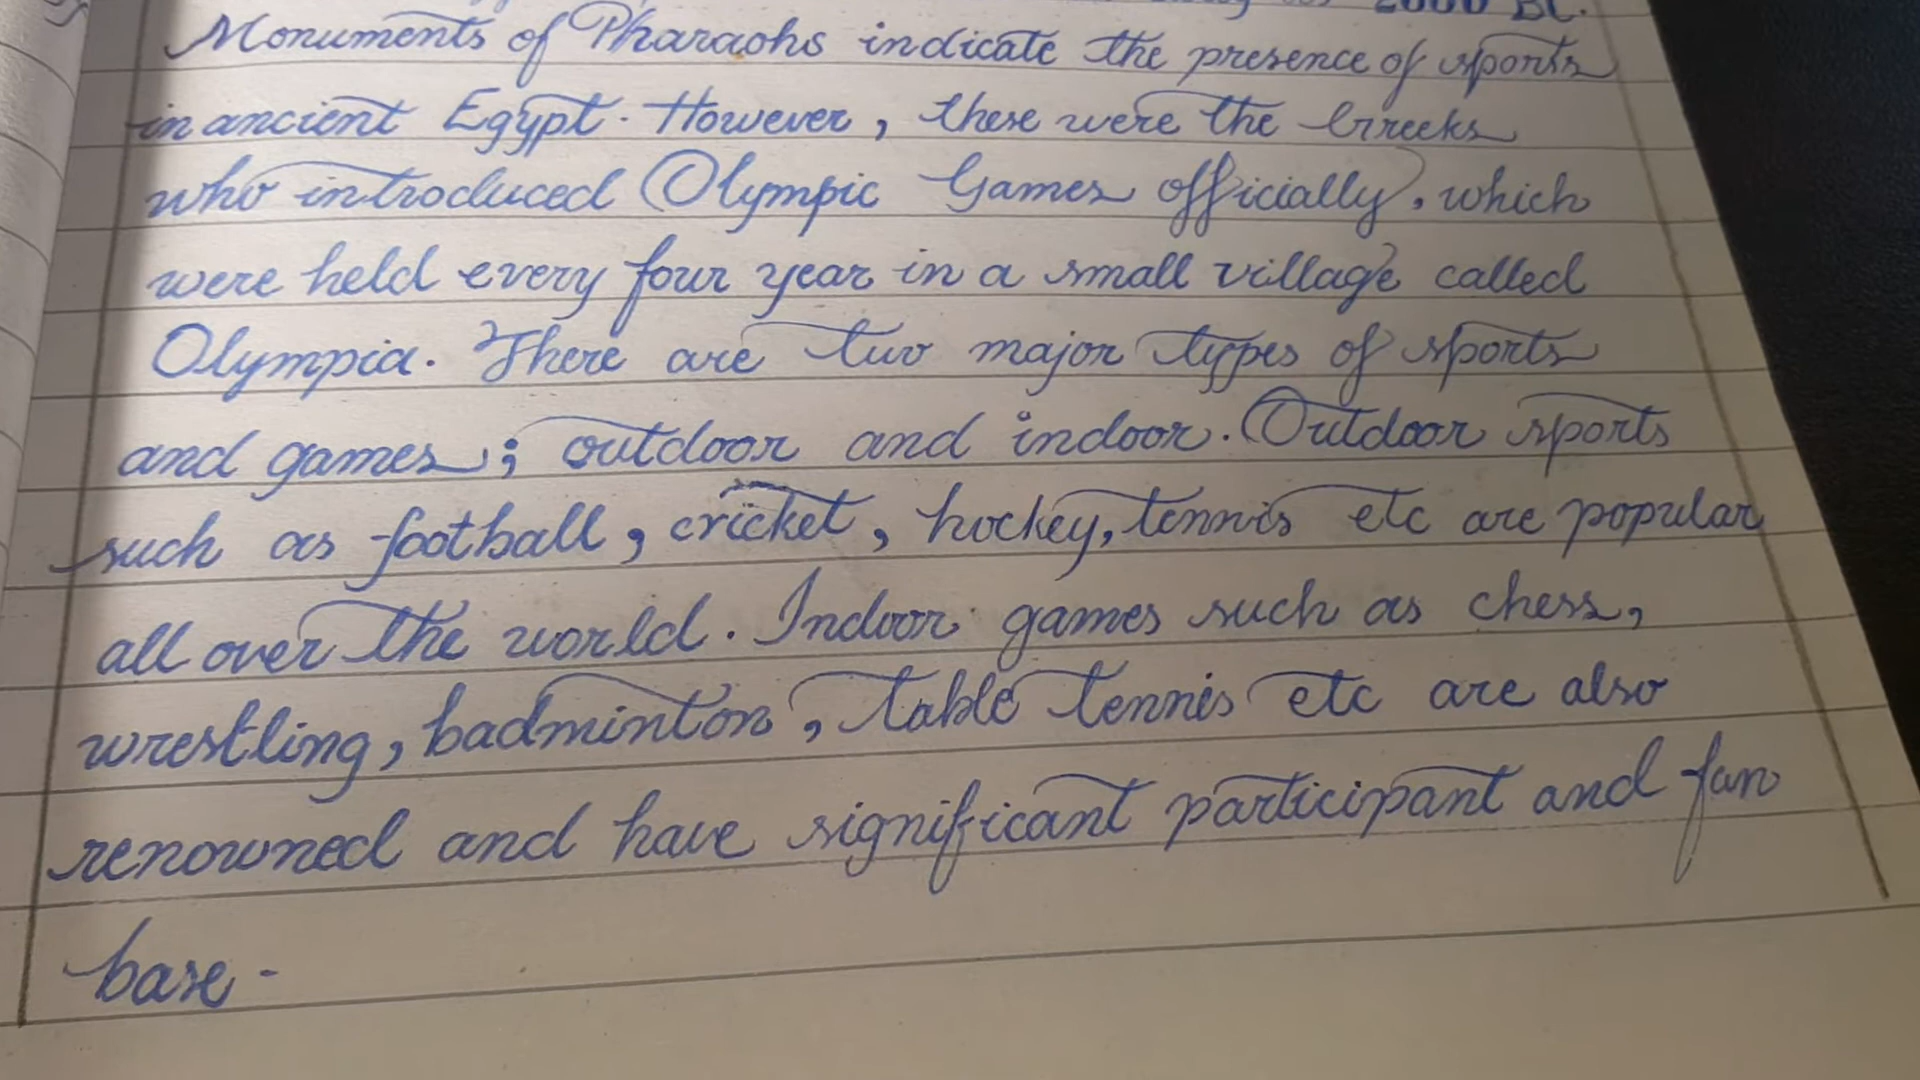 2000 BC.
Monuments of Pharaohs indicate the presence of sports
in ancient Egypt. However, these were the Greeks
who introduced Olympic Games officially, which
were held every four year in a small village called
Olympia. There are two major types of sports
and games; outdoor and indoor. Outdoor sports
such as football, cricket, hockey, tennis etc are popular
all over the world. Indoor games such as chess,
wrestling, badminton, table tennis etc are also
renowned and have significant participant and fan
base.